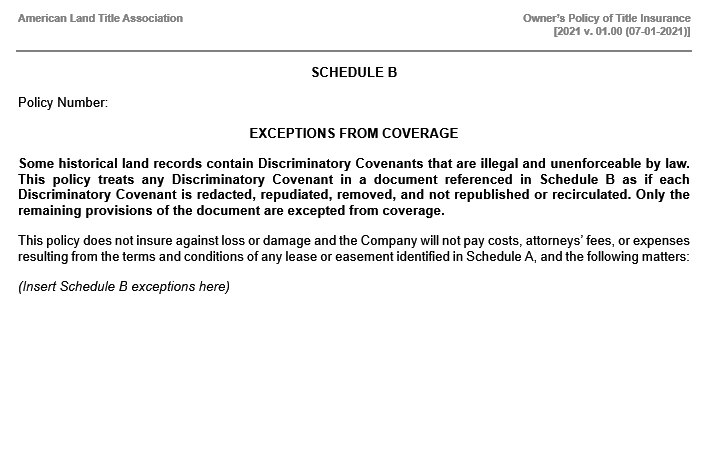 American Land Title Association
Owner's Policy of Title Insurance
[2021 v. 01.00 (07-01-2021)]
SCHEDULE B
Policy Number:
EXCEPTIONS FROM COVERAGE
Some historical land records contain Discriminatory Covenants that are illegal and unenforceable by law.
This policy treats any Discriminatory Covenant in a document referenced in Schedule B as if each
Discriminatory Covenant is redacted, repudiated, removed, and not republished or recirculated. Only the
remaining provisions of the document are excepted from coverage.
This policy does not insure against loss or damage and the Company will not pay costs, attorneys' fees, or expenses
resulting from the terms and conditions of any lease or easement identified in Schedule A, and the following matters:
(Insert Schedule B exceptions here)